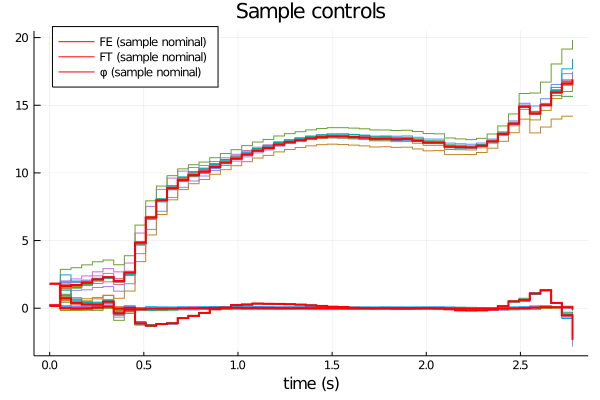 Sample controls
FE (sample nominal)
FT (sample nominal)
φ (sample nominal)
20
15
10
5
0
0.0 0.5 1.0 1.5 2.0 2.5
time (s)